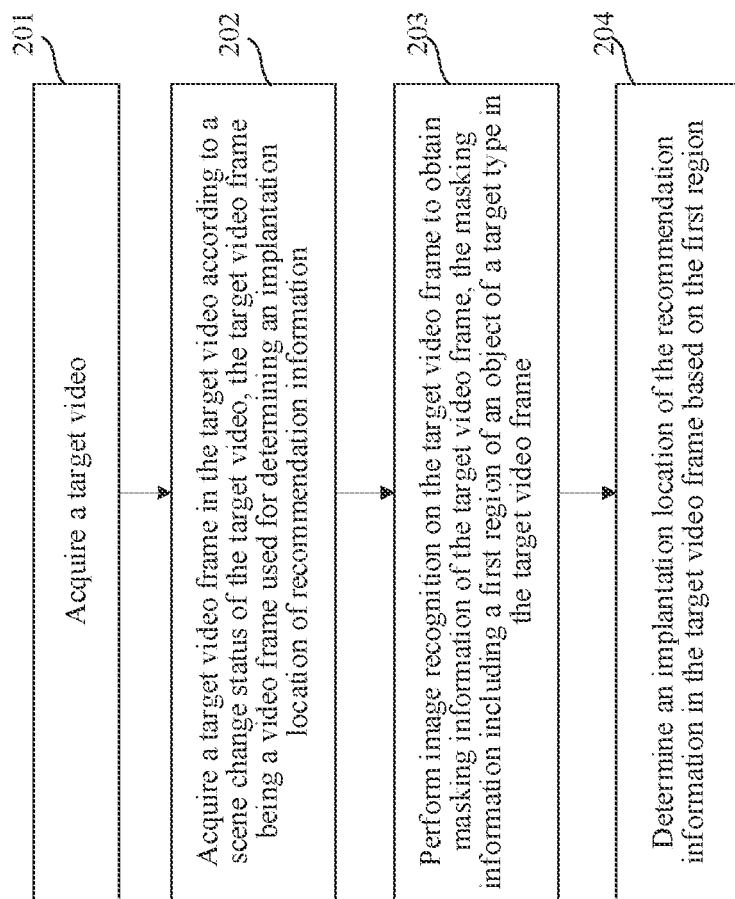 201
Acquire a target video
202
Acquire a target video frame in the target video according to a
scene change status of the target video, the target video frame
being a video frame used for determining an implantation
location of recommendation information
203
Perform image recognition on the target video frame to obtain
masking information of the target video frame, the masking
information including a first region of an object of a target type in
the target video frame
204
Determine an implantation location of the recommendation
information in the target video frame based on the first region